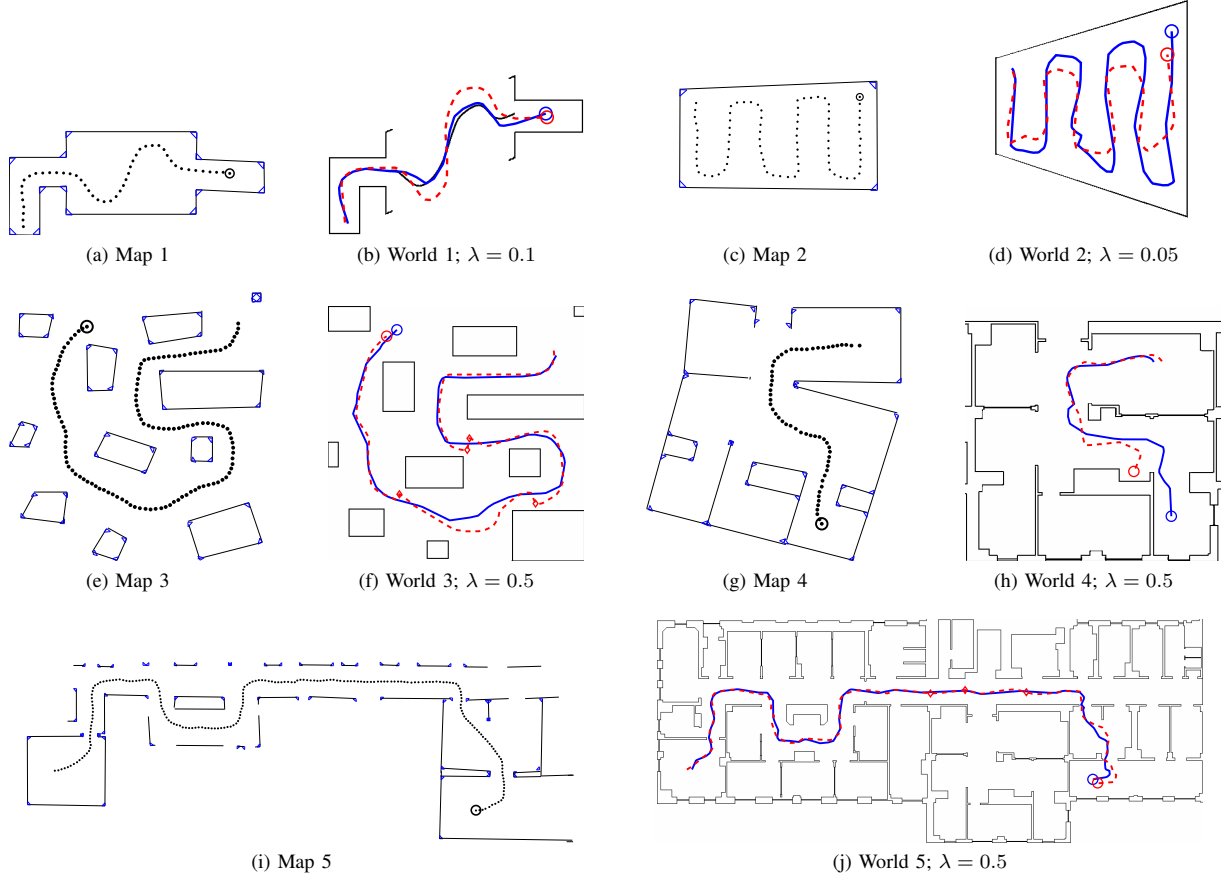 (a) Map 1
(b) World 1; λ = 0.1
(c) Map 2
(d) World 2; λ = 0.05
(e) Map 3
(f) World 3; λ = 0.5
(g) Map 4
(h) World 4; λ = 0.5
(i) Map 5
(j) World 5; λ = 0.5